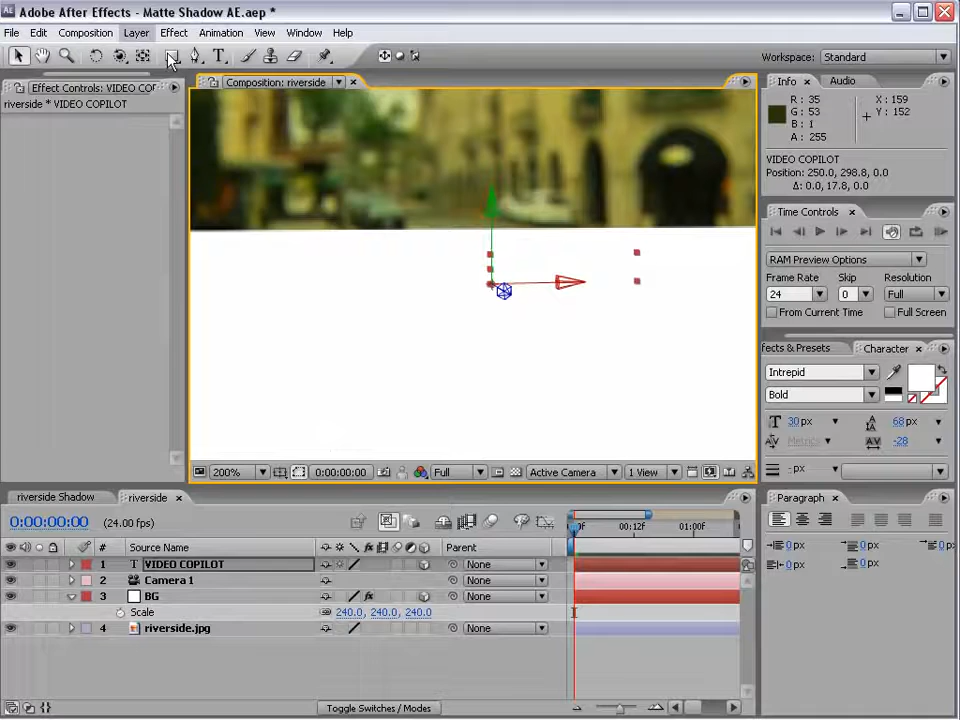 Adobe After Effects - Matte Shadow AE.aep *
File Edit Composition Layer Effect Animation View Window Help
Workspace: Standard
Effect Controls: VIDEO COF
riverside * VIDEO COPILOT
Composition: riverside
Info Audio
R: 35
G: 53
B: 1
A: 255
X: 159
Y: 152
VIDEO COPILOT
Position: 250.0, 298.8, 0.0
Δ: 0.0, 17.8, 0.0
Time Controls
RAM Preview Options
Frame Rate Skip Resolution
24 0 Full
From Current Time Full Screen
fects & Presets Character
Intrepid
Bold
30 px 68 px
Metrics -28
- px
200% 0:00:00:00 Full Active Camera 1 View
riverside Shadow riverside
0:00:00:00 (24.00 fps)
0f 00:12f 01:00f
# Source Name Parent
1 T VIDEO COPILOT None
2 Camera 1 None
3 BG None
Scale 240.0, 240.0, 240.0
4 riverside.jpg None
Toggle Switches / Modes
Paragraph
0 px 0 px 0 p
0 px 0 px